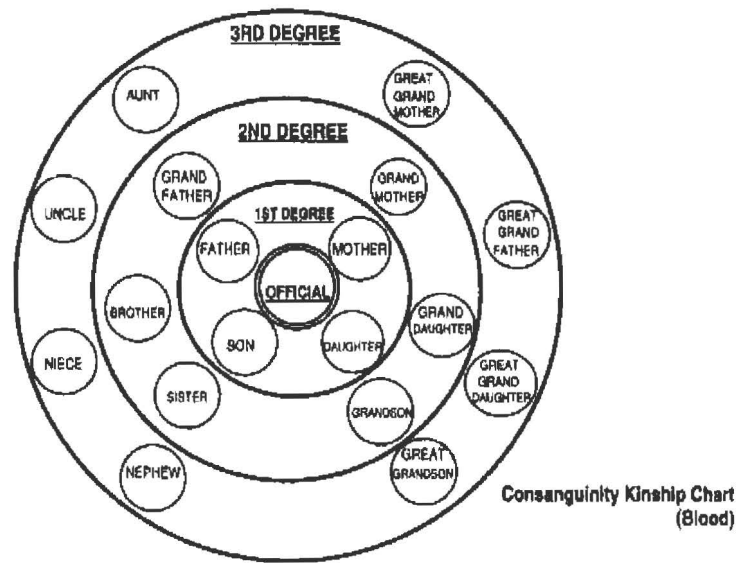 3RD DEGREE
AUNT
GREAT
GRAND
MOTHER
2ND DEGREE
GRAND
FATHER
GRAND
MOTHER
UNCLE
1ST DEGREE
GREAT
GRAND
FATHER
FATHER
MOTHER
OFFICIAL
BROTHER
GRAND
DAUGHTER
SON
DAUGHTER
NIECE
GREAT
GRAND
DAUGHTER
SISTER
GRANDSON
NEPHEW
GREAT
GRANDSON
Consanguinity Kinship Chart
(Blood)